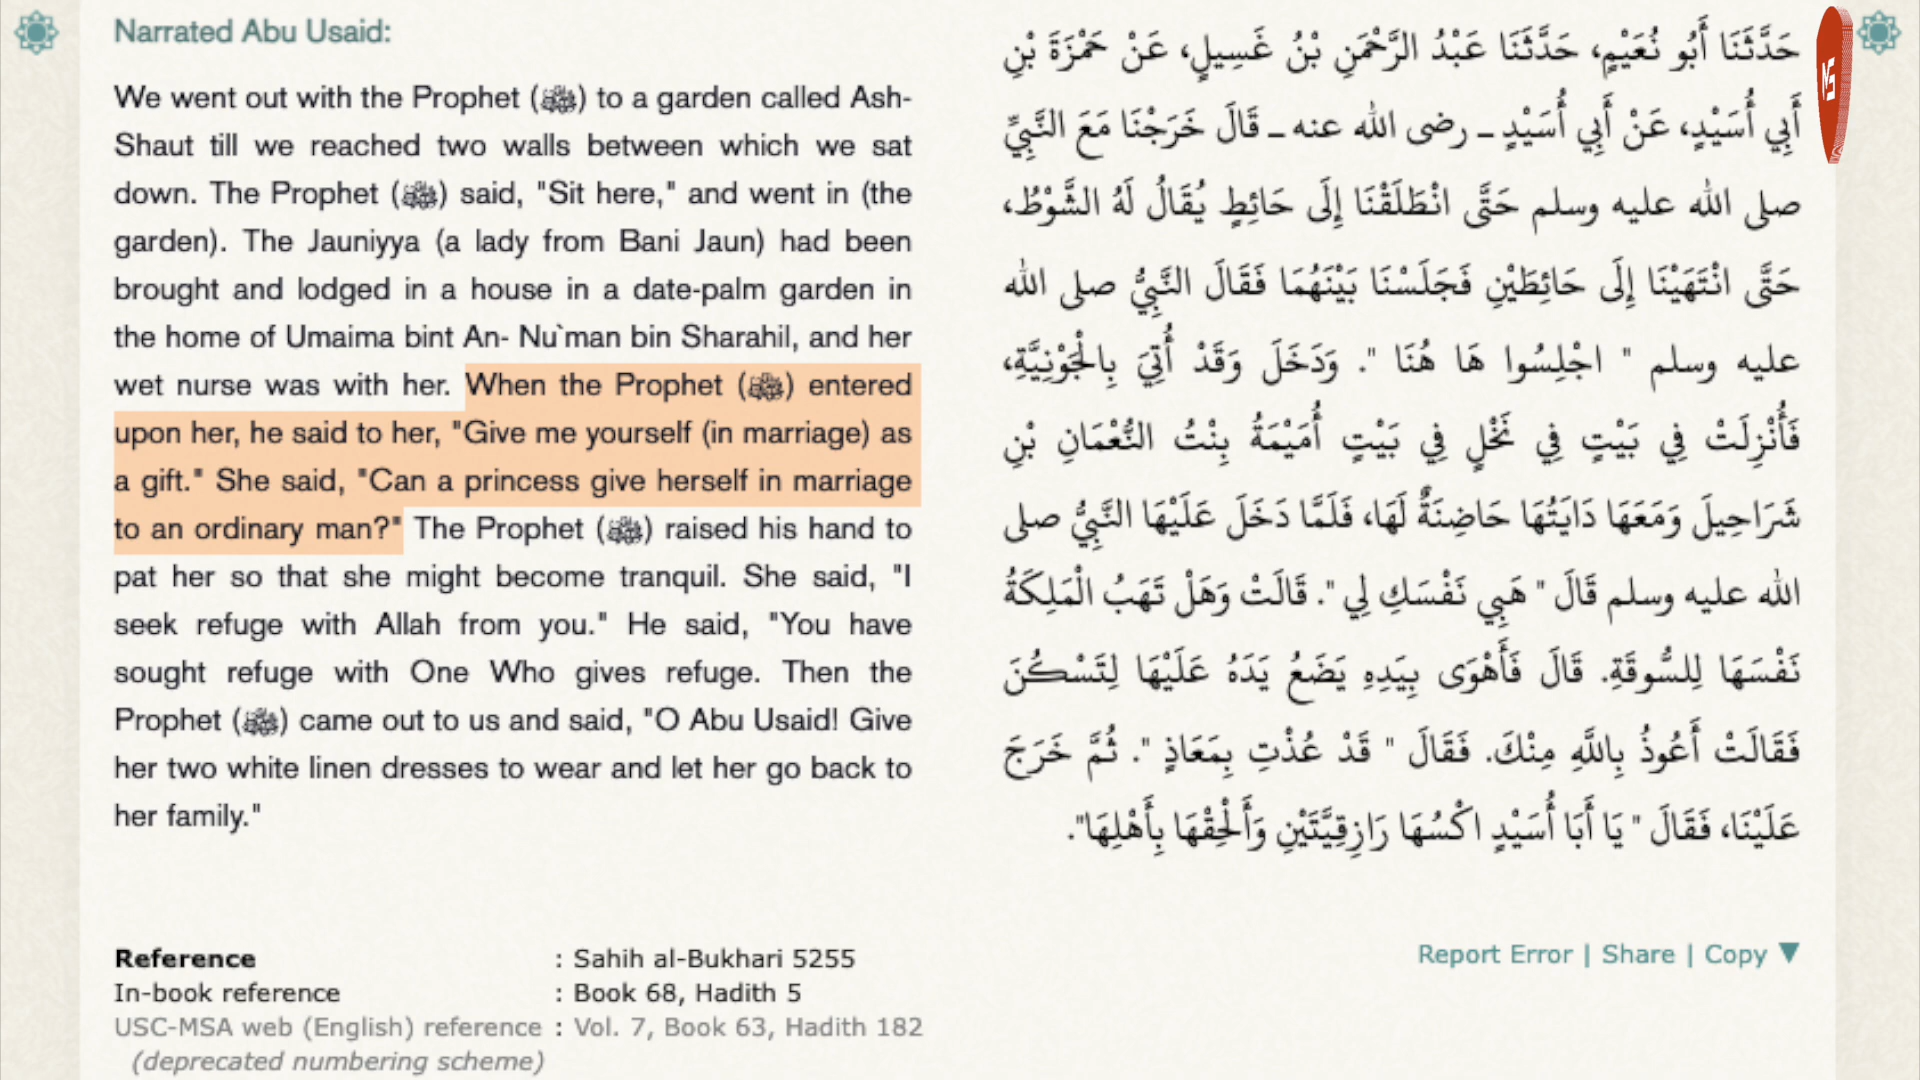 Narrated Abu Usaid:
We went out with the Prophet (ﷺ) to a garden called Ash-
Shaut till we reached two walls between which we sat
down. The Prophet (ﷺ) said, "Sit here," and went in (the
garden). The Jauniyya (a lady from Bani Jaun) had been
brought and lodged in a house in a date-palm garden in
the home of Umaima bint An- Nu`man bin Sharahil, and her
wet nurse was with her. When the Prophet (ﷺ) entered
upon her, he said to her, "Give me yourself (in marriage) as
a gift." She said, "Can a princess give herself in marriage
to an ordinary man?" The Prophet (ﷺ) raised his hand to
pat her so that she might become tranquil. She said, "I
seek refuge with Allah from you." He said, "You have
sought refuge with One Who gives refuge. Then the
Prophet (ﷺ) came out to us and said, "O Abu Usaid! Give
her two white linen dresses to wear and let her go back to
her family."
حَدَّثَنَا أَبُو نُعَيْمٍ، حَدَّثَنَا عَبْدُ الرَّحْمَنِ بْنُ غَسِيلٍ، عَنْ حَمْزَةَ بْنِ
أَبِي أُسَيْدٍ، عَنْ أَبِي أُسَيْدٍ ـ رضى الله عنه ـ قَالَ خَرَجْنَا مَعَ النَّبِيِّ
صلى الله عليه وسلم حَتَّى انْطَلَقْنَا إِلَى حَائِطٍ يُقَالُ لَهُ الشَّوْطُ،
حَتَّى انْتَهَيْنَا إِلَى حَائِطَيْنِ فَجَلَسْنَا بَيْنَهُمَا فَقَالَ النَّبِيُّ صلى الله
عليه وسلم " اجْلِسُوا هَا هُنَا ". وَدَخَلَ وَقَدْ أُتِيَ بِالْجَوْنِيَّةِ،
فَأُنْزِلَتْ فِي بَيْتٍ فِي نَخْلٍ فِي بَيْتٍ أُمَيْمَةُ بِنْتُ النُّعْمَانِ بْنِ
شَرَاحِيلَ وَمَعَهَا دَايَتُهَا حَاضِنَةٌ لَهَا، فَلَمَّا دَخَلَ عَلَيْهَا النَّبِيُّ صلى
الله عليه وسلم قَالَ " هَبِي نَفْسَكِ لِي ". قَالَتْ وَهَلْ تَهَبُ الْمَلِكَةُ
نَفْسَهَا لِلسُّوقَةِ. قَالَ فَأَهْوَى بِيَدِهِ يَضَعُ يَدَهُ عَلَيْهَا لِتَسْكُنَ
فَقَالَتْ أَعُوذُ بِاللَّهِ مِنْكَ. فَقَالَ " قَدْ عُذْتِ بِمَعَاذٍ ". ثُمَّ خَرَجَ
عَلَيْنَا، فَقَالَ " يَا أَبَا أُسَيْدٍ اكْسُهَا رَازِقِيَّتَيْنِ وَأَلْحِقْهَا بِأَهْلِهَا".
Reference : Sahih al-Bukhari 5255
In-book reference : Book 68, Hadith 5
USC-MSA web (English) reference : Vol. 7, Book 63, Hadith 182
(deprecated numbering scheme)
Report Error | Share | Copy ▼